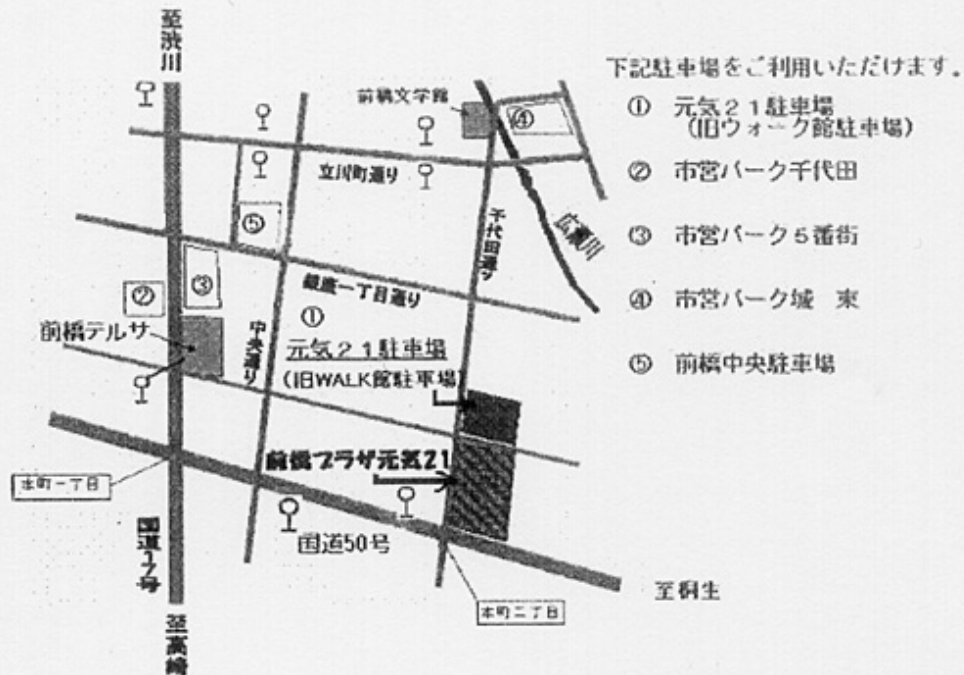 至渋川
下記駐車場をご利用いただけます。
① 元気21駐車場
(旧ウォーク館駐車場)
② 市営パーク千代田
③ 市営パーク5番街
④ 市営パーク城 東
⑤ 前橋中央駐車場
前橋文学館
④
立川町通り
⑤
千代田通り
広瀬川
銀座一丁目通り
③
②
①
前橋テルサ
中央通り
元気21駐車場
(旧WALK館駐車場)
前橋プラザ元気21
本町一丁目
国道50号
国道17号
至桐生
本町二丁目
至高崎